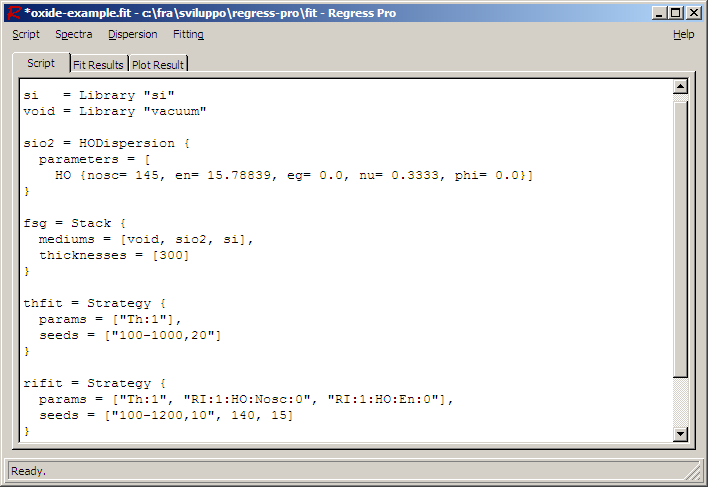 *oxide-example.fit - c:\fra\sviluppo\regress-pro\fit - Regress Pro
Script Spectra Dispersion Fitting Help
Script Fit Results Plot Result
si   = Library "si"
void = Library "vacuum"
sio2 = HODispersion {
  parameters = [
    HO {nosc= 145, en= 15.78839, eg= 0.0, nu= 0.3333, phi= 0.0}]
}
fsg = Stack {
  mediums = [void, sio2, si],
  thicknesses = [300]
}
thfit = Strategy {
  params = ["Th:1"],
  seeds = ["100-1000,20"]
}
rifit = Strategy {
  params = ["Th:1", "RI:1:HO:Nosc:0", "RI:1:HO:En:0"],
  seeds = ["100-1200,10", 140, 15]
}
Ready.